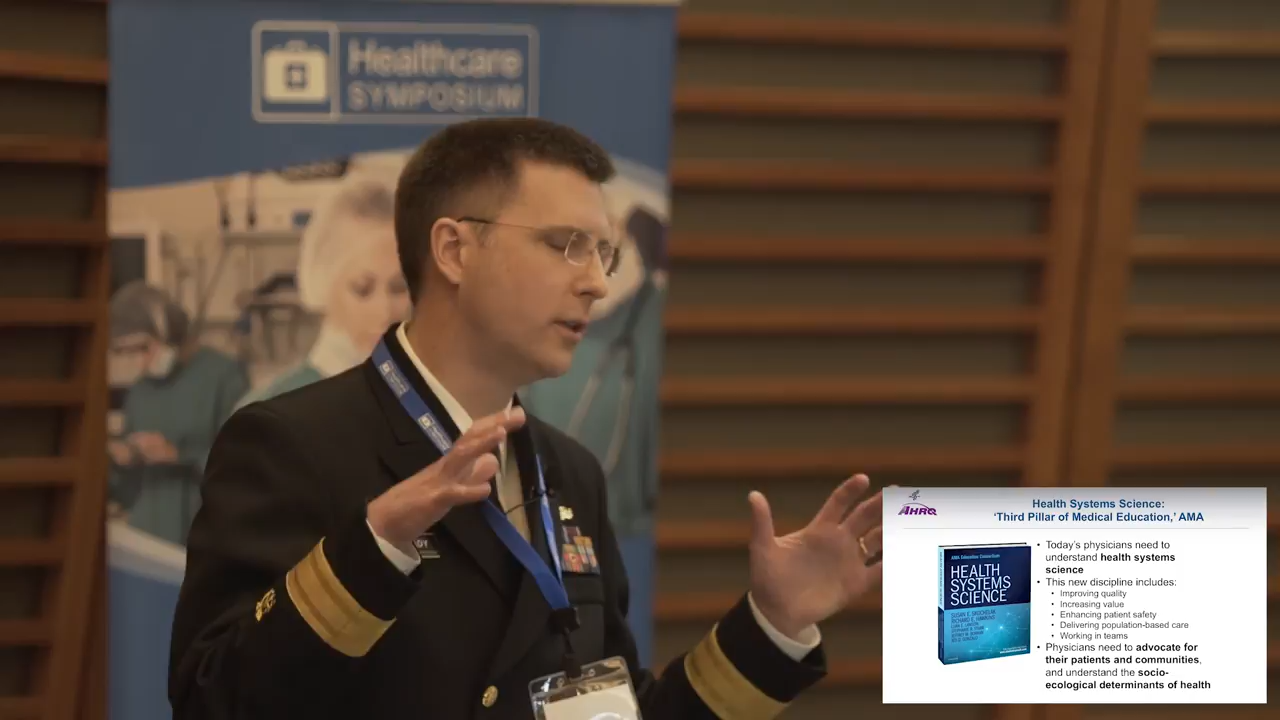 Healthcare
SYMPOSIUM
AHRQ
Health Systems Science:
'Third Pillar of Medical Education,' AMA
AMA Education Consortium
HEALTH
SYSTEMS
SCIENCE
• Today's physicians need to
understand health systems
science
• This new discipline includes:
• Improving quality
• Increasing value
• Enhancing patient safety
• Delivering population-based care
• Working in teams
• Physicians need to advocate for
their patients and communities,
and understand the socio-
ecological determinants of health